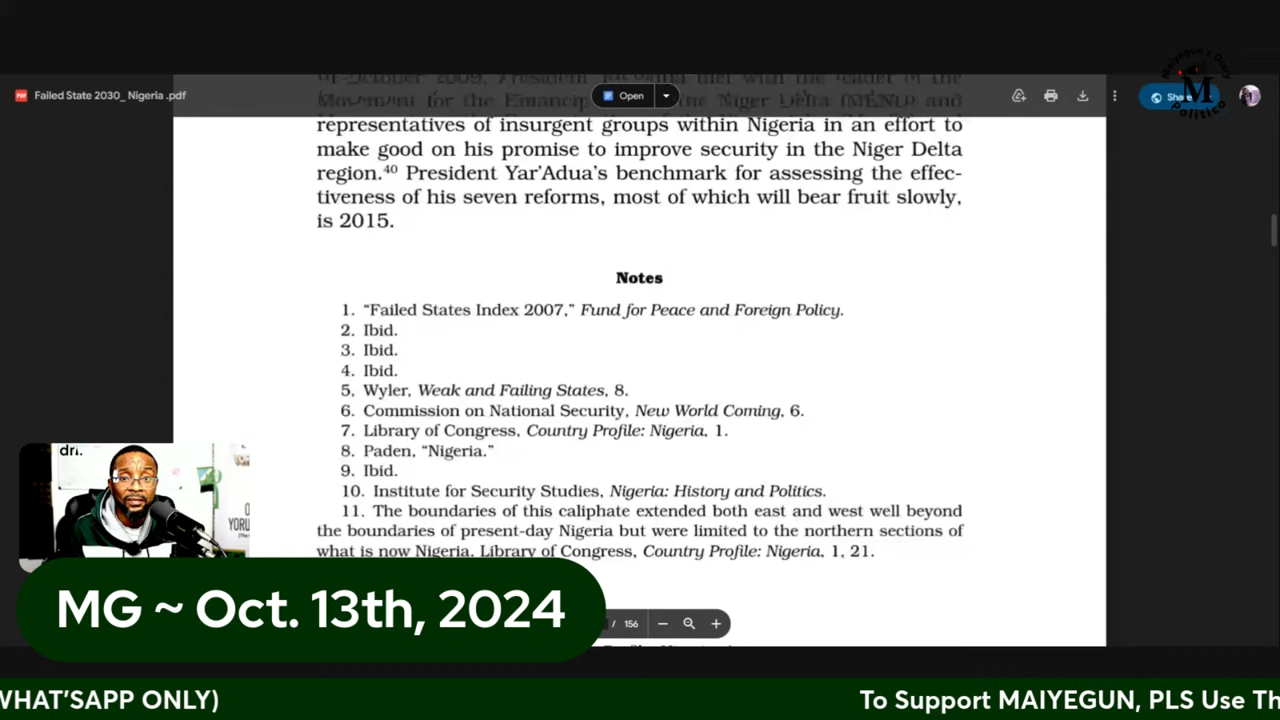 in October 2009, President
Failed State 2030_ Nigeria .pdf
Open
representatives of insurgent groups within Nigeria in an effort to
make good on his promise to improve security in the Niger Delta
region.⁴⁰ President Yar’Adua’s benchmark for assessing the effec-
tiveness of his seven reforms, most of which will bear fruit slowly,
is 2015.
Notes
1. “Failed States Index 2007,” Fund for Peace and Foreign Policy.
2. Ibid.
3. Ibid.
4. Ibid.
5. Wyler, Weak and Failing States, 8.
6. Commission on National Security, New World Coming, 6.
7. Library of Congress, Country Profile: Nigeria, 1.
8. Paden, “Nigeria.”
9. Ibid.
10. Institute for Security Studies, Nigeria: History and Politics.
11. The boundaries of this caliphate extended both east and west well beyond
the boundaries of present-day Nigeria but were limited to the northern sections of
what is now Nigeria. Library of Congress, Country Profile: Nigeria, 1, 21.
/ 156
Maiyegun's Diary
M
Politico
MG ~ Oct. 13th, 2024
WHAT'SAPP ONLY)
To Support MAIYEGUN, PLS Use Th